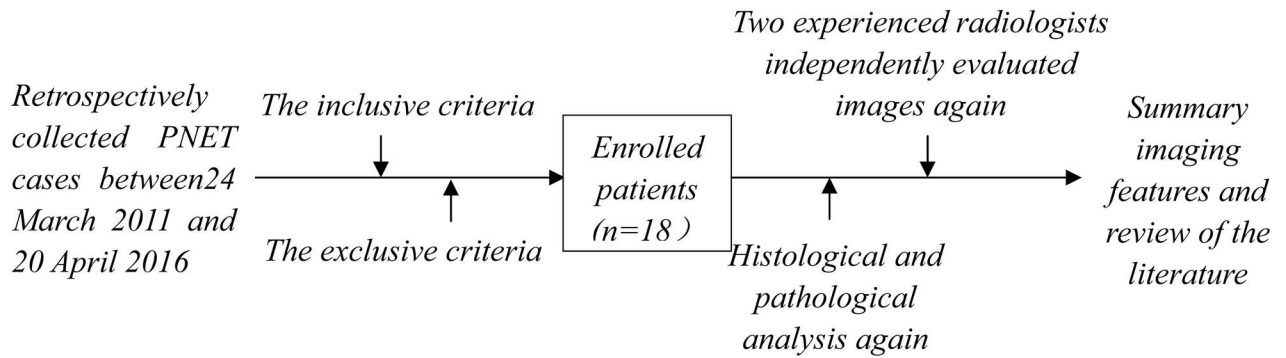 Retrospectively
collected PNET
cases between24
March 2011 and
20 April 2016
The inclusive criteria
The exclusive criteria
Enrolled
patients
(n=18）
Two experienced radiologists
independently evaluated
images again
Histological and
pathological
analysis again
Summary
imaging
features and
review of the
literature